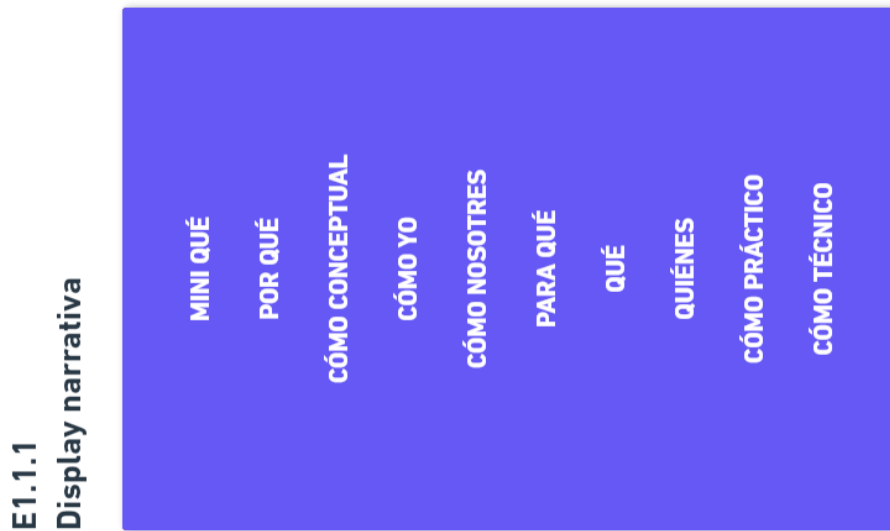 E1.1.1
Display narrativa
MINI QUÉ
POR QUÉ
CÓMO CONCEPTUAL
CÓMO YO
CÓMO NOSOTRES
PARA QUÉ
QUÉ
QUIÉNES
CÓMO PRÁCTICO
CÓMO TÉCNICO